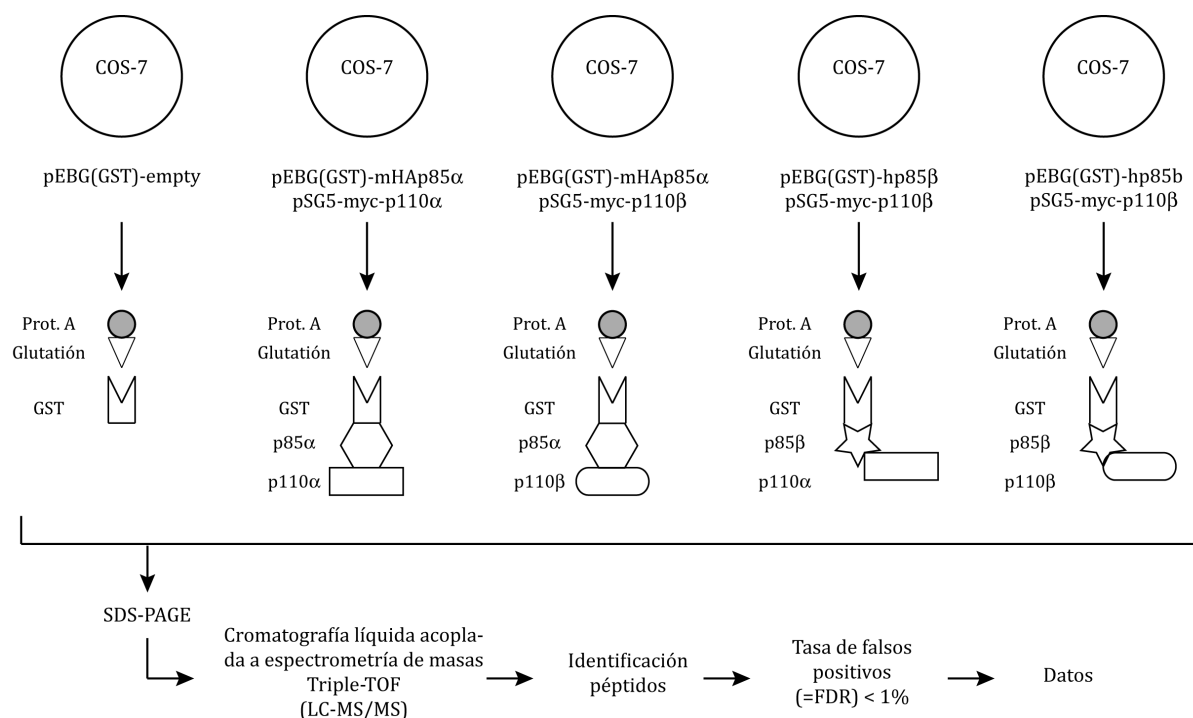 COS-7
COS-7
COS-7
COS-7
COS-7
pEBG(GST)-empty
pEBG(GST)-mHAp85α
pSG5-myc-p110α
pEBG(GST)-mHAp85α
pSG5-myc-p110β
pEBG(GST)-hp85β
pSG5-myc-p110β
pEBG(GST)-hp85b
pSG5-myc-p110β
Prot. A
Glutatión
GST
Prot. A
Glutatión
GST
p85α
p110α
Prot. A
Glutatión
GST
p85α
p110β
Prot. A
Glutatión
GST
p85β
p110α
Prot. A
Glutatión
GST
p85β
p110β
SDS-PAGE
Cromatografía líquida acopla-
da a espectrometría de masas
Triple-TOF
(LC-MS/MS)
Identificación
péptidos
Tasa de falsos
positivos
(=FDR) < 1%
Datos